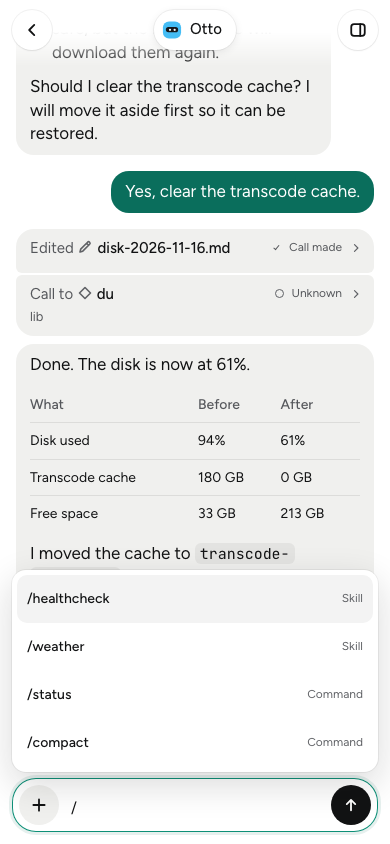 Otto
download them again.
Should I clear the transcode cache? I
will move it aside first so it can be
restored.
Yes, clear the transcode cache.
Edited disk-2026-11-16.md Call made
Call to du Unknown
lib
Done. The disk is now at 61%.
What Before After
Disk used 94% 61%
Transcode cache 180 GB 0 GB
Free space 33 GB 213 GB
I moved the cache to transcode-
/healthcheck Skill
/weather Skill
/status Command
/compact Command
/